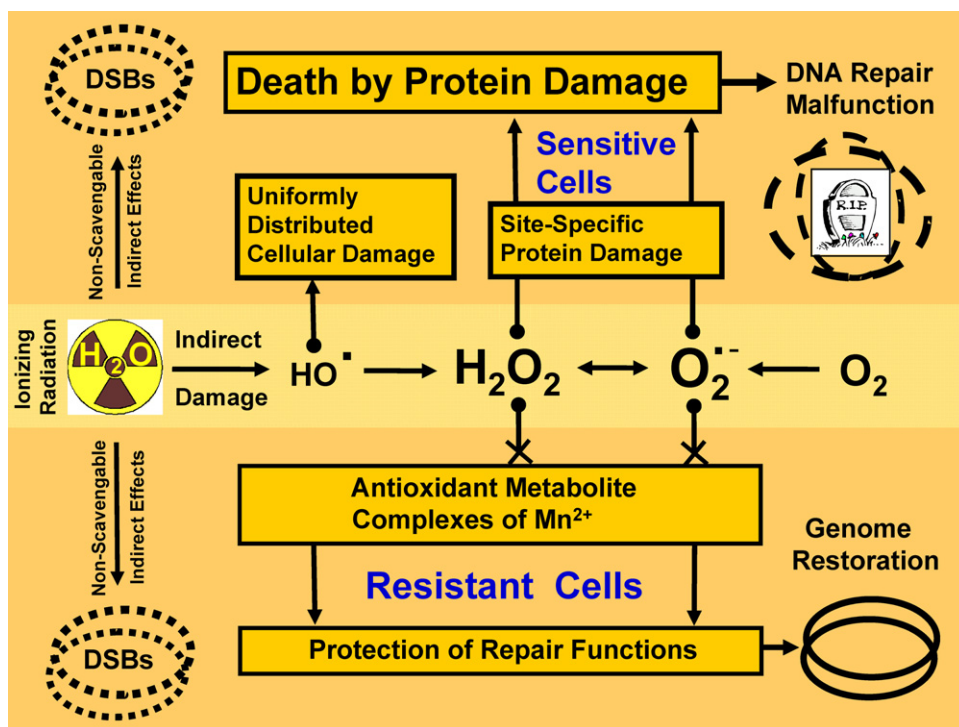 DSBs
Death by Protein Damage
DNA Repair
Malfunction
Sensitive
Cells
R.I.P.
Non-Scavengable
Indirect Effects
Uniformly
Distributed
Cellular Damage
Site-Specific
Protein Damage
Ionizing
Radiation
H2O
Indirect
Damage
HO˙
H₂O₂
O₂˙⁻
O₂
Non-Scavengable
Indirect Effects
Antioxidant Metabolite
Complexes of Mn²⁺
Genome
Restoration
Resistant Cells
DSBs
Protection of Repair Functions